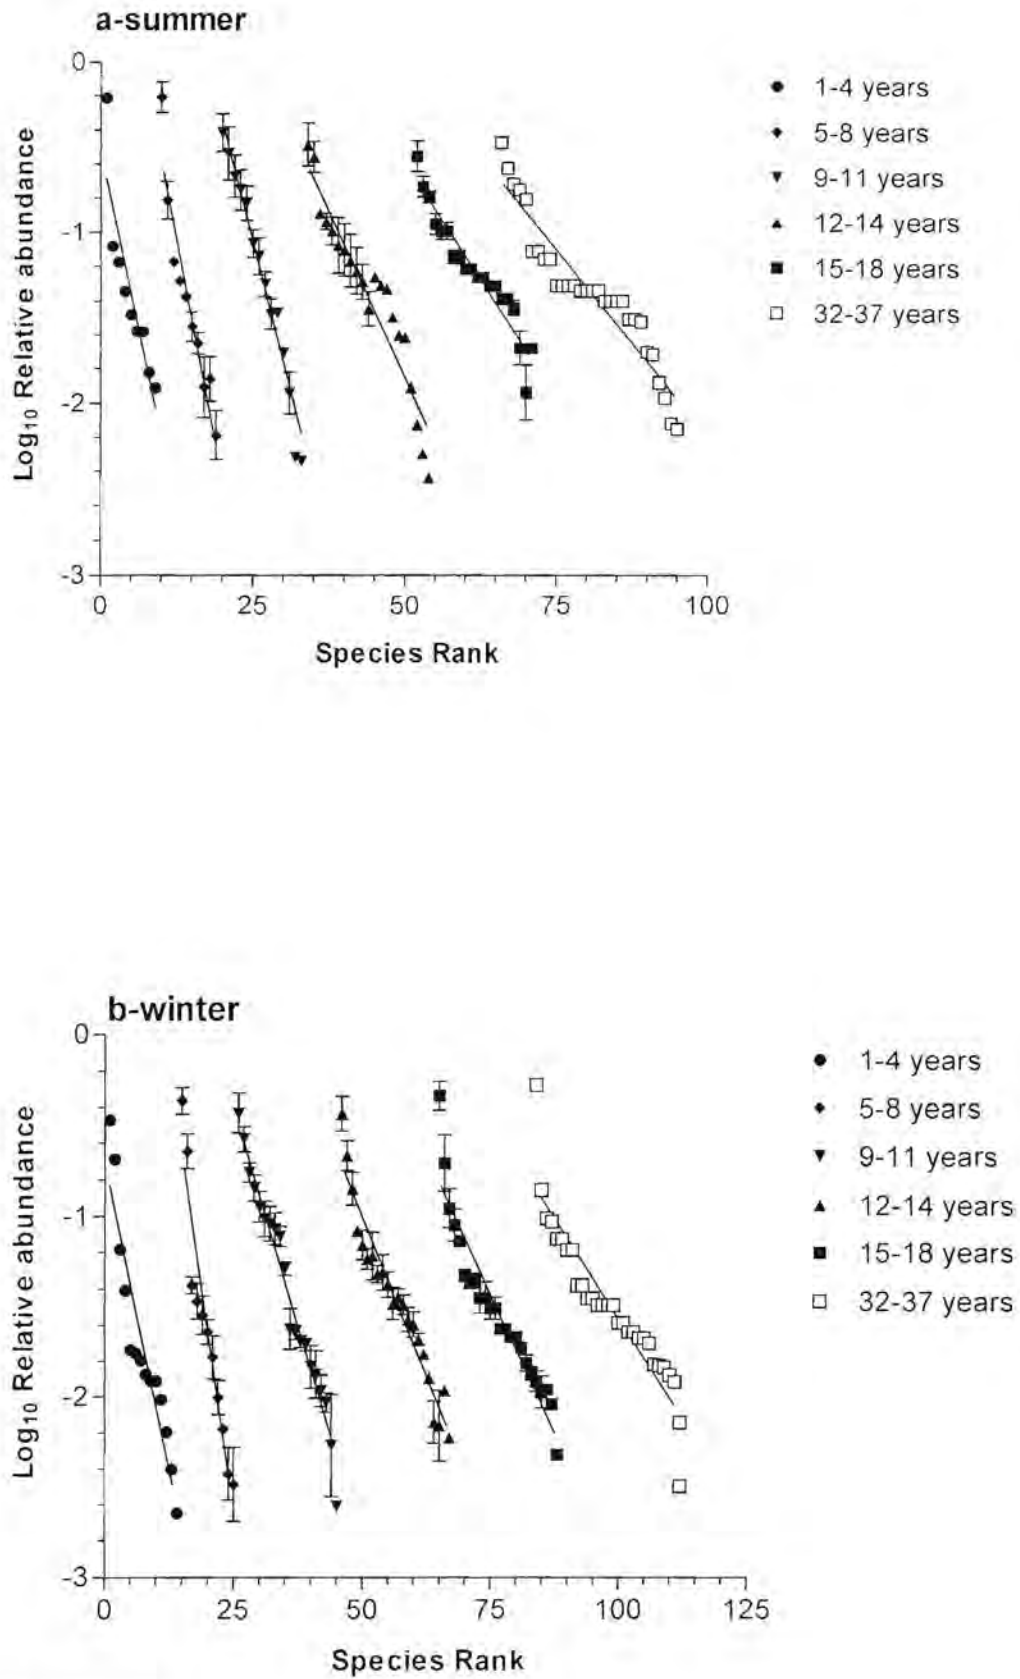 a-summer
0
-1
-2
-3
Log₁₀ Relative abundance
0 25 50 75 100
Species Rank
1-4 years
5-8 years
9-11 years
12-14 years
15-18 years
32-37 years
b-winter
0
-1
-2
-3
Log₁₀ Relative abundance
0 25 50 75 100 125
Species Rank
1-4 years
5-8 years
9-11 years
12-14 years
15-18 years
32-37 years